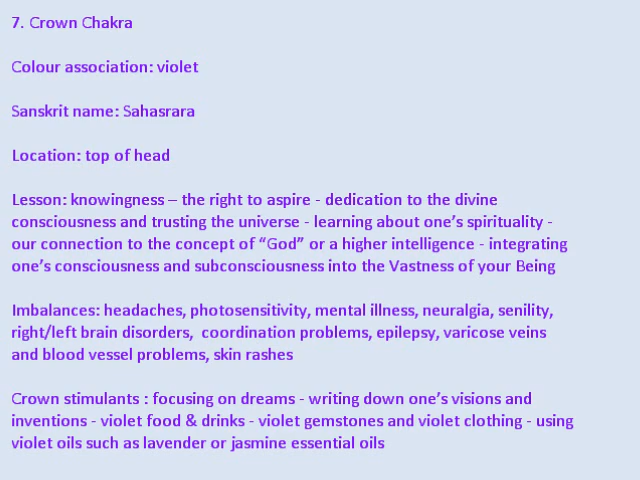 7. Crown Chakra
Colour association: violet
Sanskrit name: Sahasrara
Location: top of head
Lesson: knowingness – the right to aspire - dedication to the divine
consciousness and trusting the universe - learning about one’s spirituality -
our connection to the concept of “God” or a higher intelligence - integrating
one’s consciousness and subconsciousness into the Vastness of your Being
Imbalances: headaches, photosensitivity, mental illness, neuralgia, senility,
right/left brain disorders,  coordination problems, epilepsy, varicose veins
and blood vessel problems, skin rashes
Crown stimulants : focusing on dreams - writing down one’s visions and
inventions - violet food & drinks - violet gemstones and violet clothing - using
violet oils such as lavender or jasmine essential oils